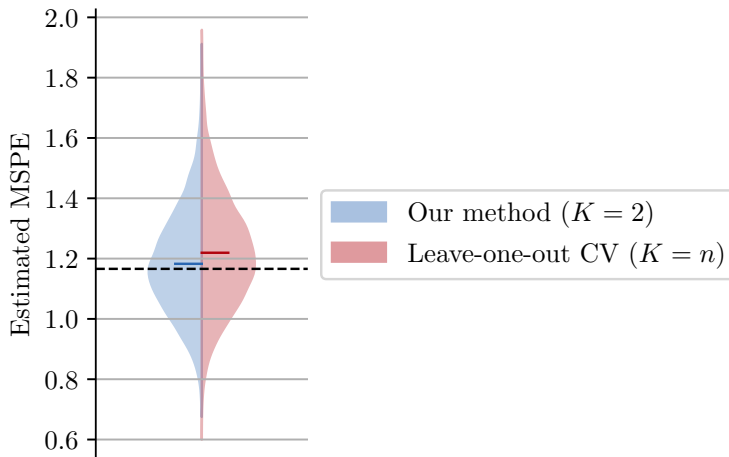 Estimated MSPE
2.0
1.8
1.6
1.4
1.2
1.0
0.8
0.6
Our method (K = 2)
Leave-one-out CV (K = n)